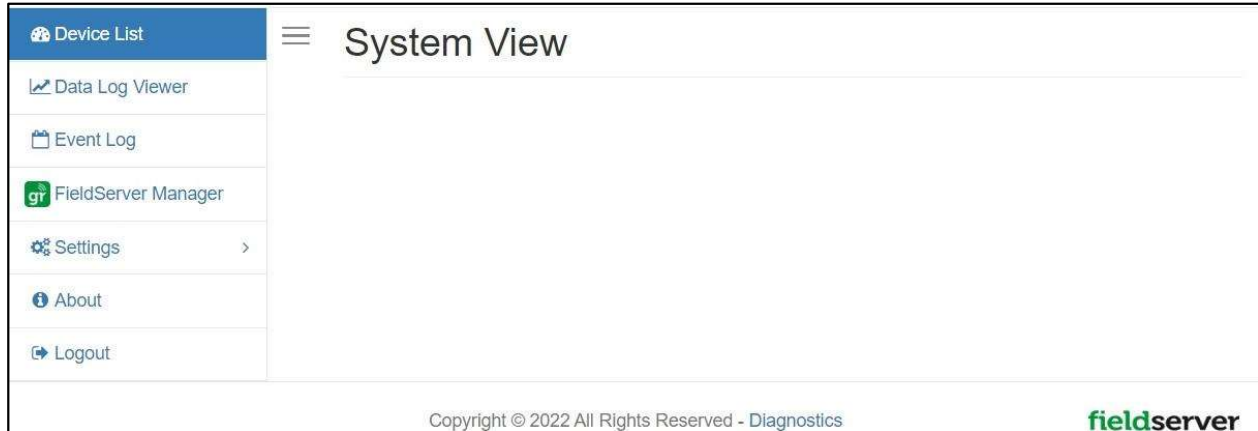 Device List
System View
Data Log Viewer
Event Log
gr FieldServer Manager
Settings
About
Logout
Copyright © 2022 All Rights Reserved - Diagnostics
fieldserver